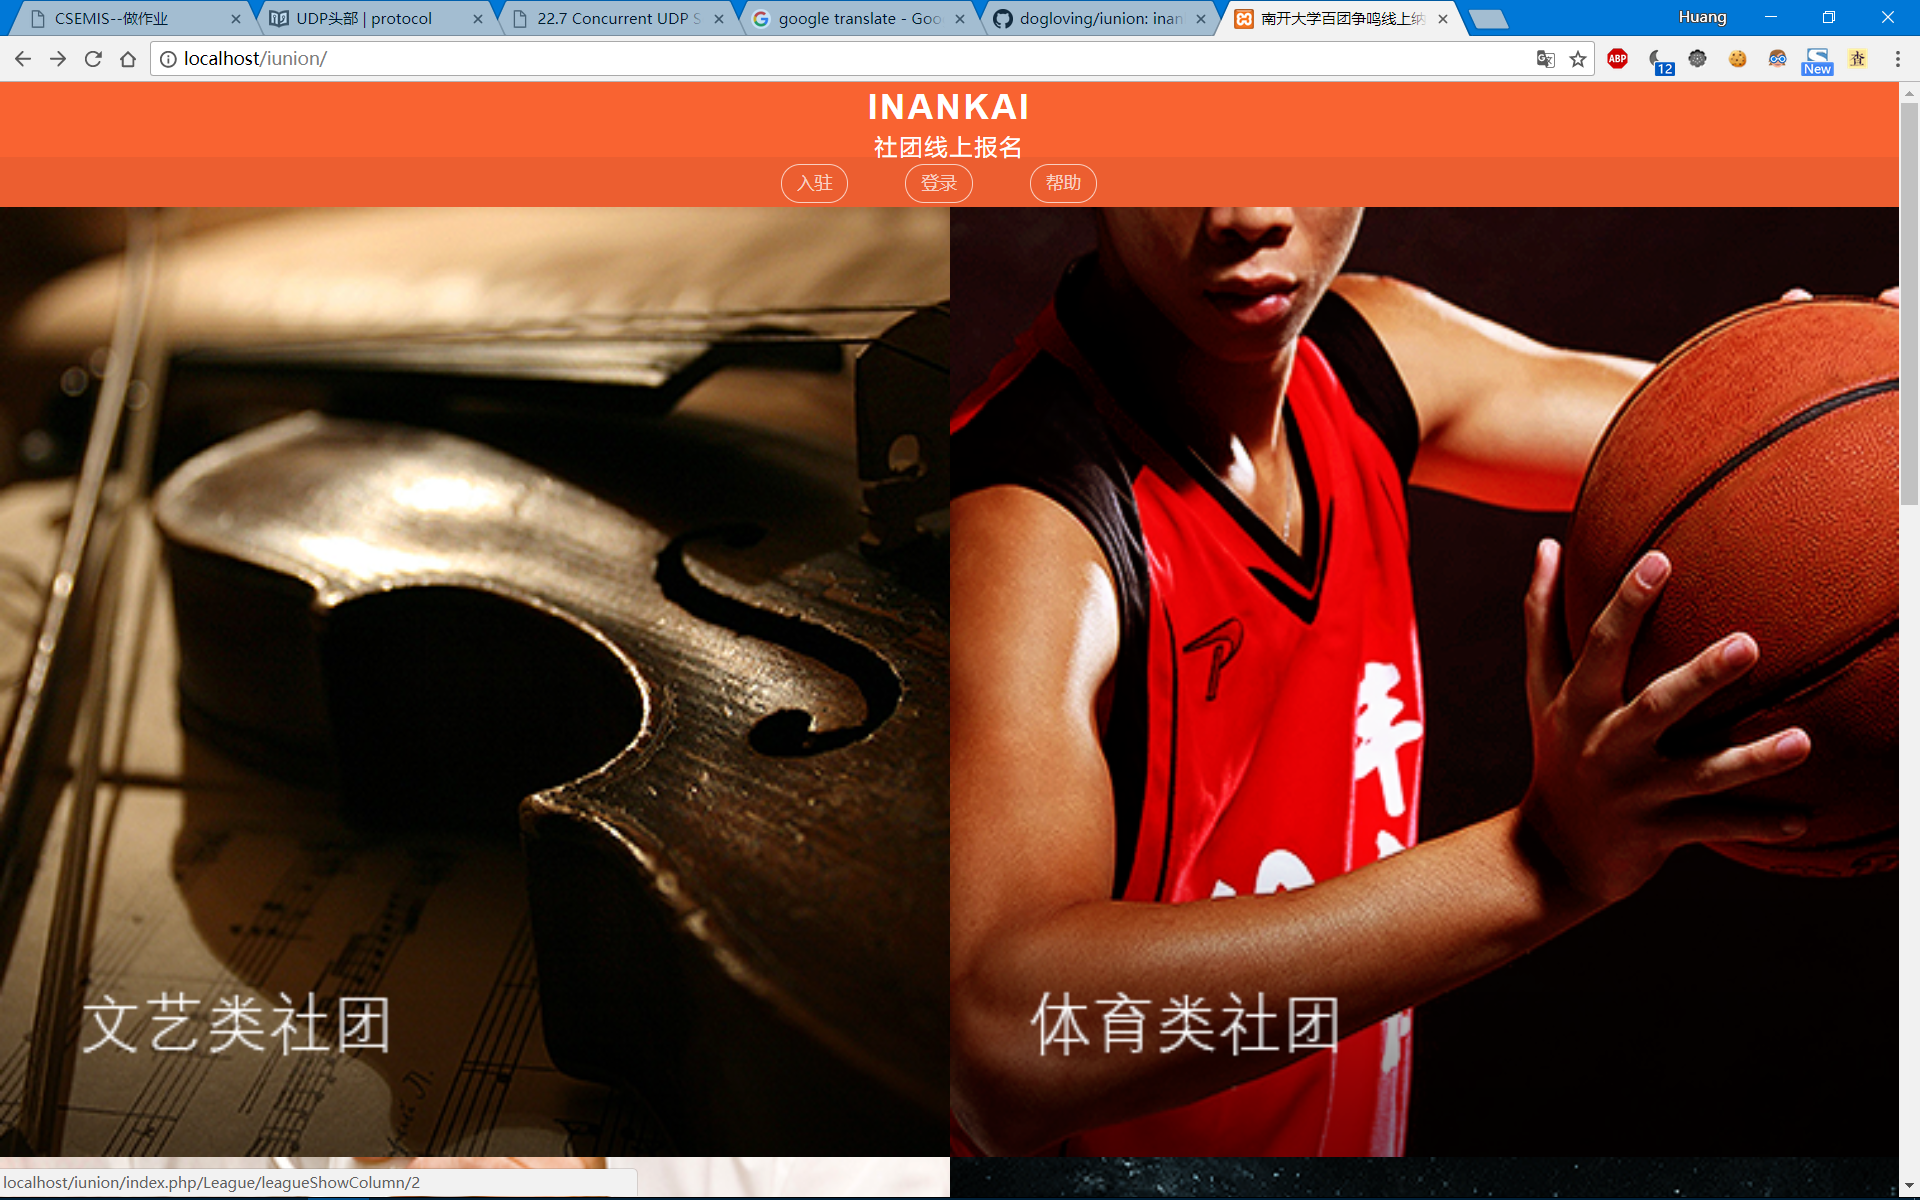 CSEMIS--做作业
UDP头部 | protocol
22.7 Concurrent UDP S
google translate - Goo
dogloving/iunion: inan
南开大学百团争鸣线上纳
Huang
localhost/iunion/
ABP
12
New
查
INANKAI
社团线上报名
入驻
登录
帮助
文艺类社团
体育类社团
localhost/iunion/index.php/League/leagueShowColumn/2